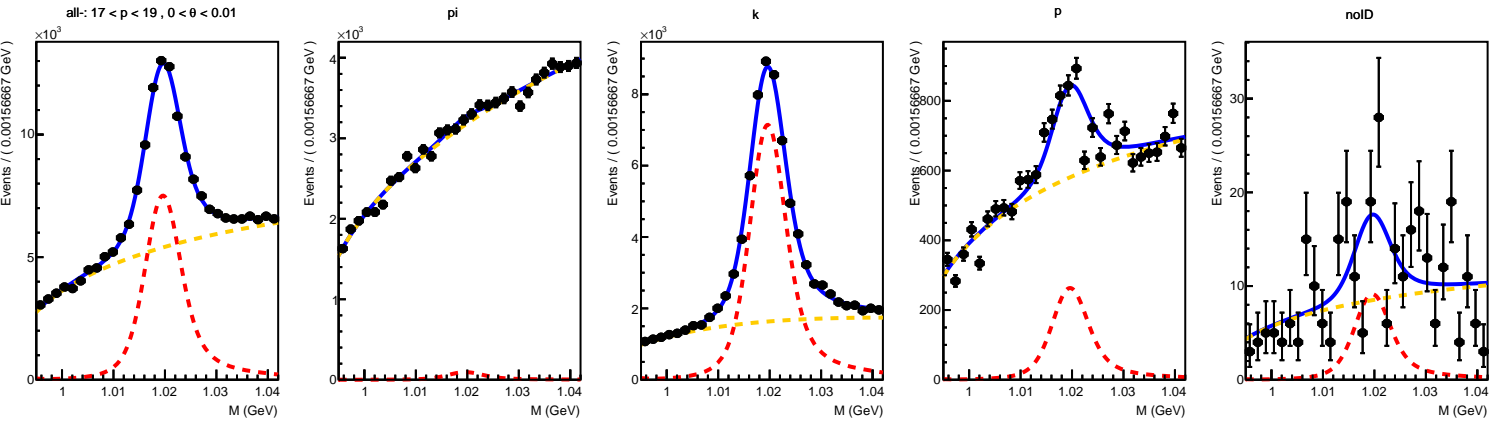 all-: 17 < p < 19 , 0 < θ < 0.01
×10³
Events / ( 0.00156667 GeV )
10
5
0
1 1.01 1.02 1.03 1.04
M (GeV)
pi
×10³
Events / ( 0.00156667 GeV )
4
3
2
1
0
1 1.01 1.02 1.03 1.04
M (GeV)
k
×10³
Events / ( 0.00156667 GeV )
8
6
4
2
0
1 1.01 1.02 1.03 1.04
M (GeV)
p
Events / ( 0.00156667 GeV )
800
600
400
200
0
1 1.01 1.02 1.03 1.04
M (GeV)
noID
Events / ( 0.00156667 GeV )
30
20
10
0
1 1.01 1.02 1.03 1.04
M (GeV)